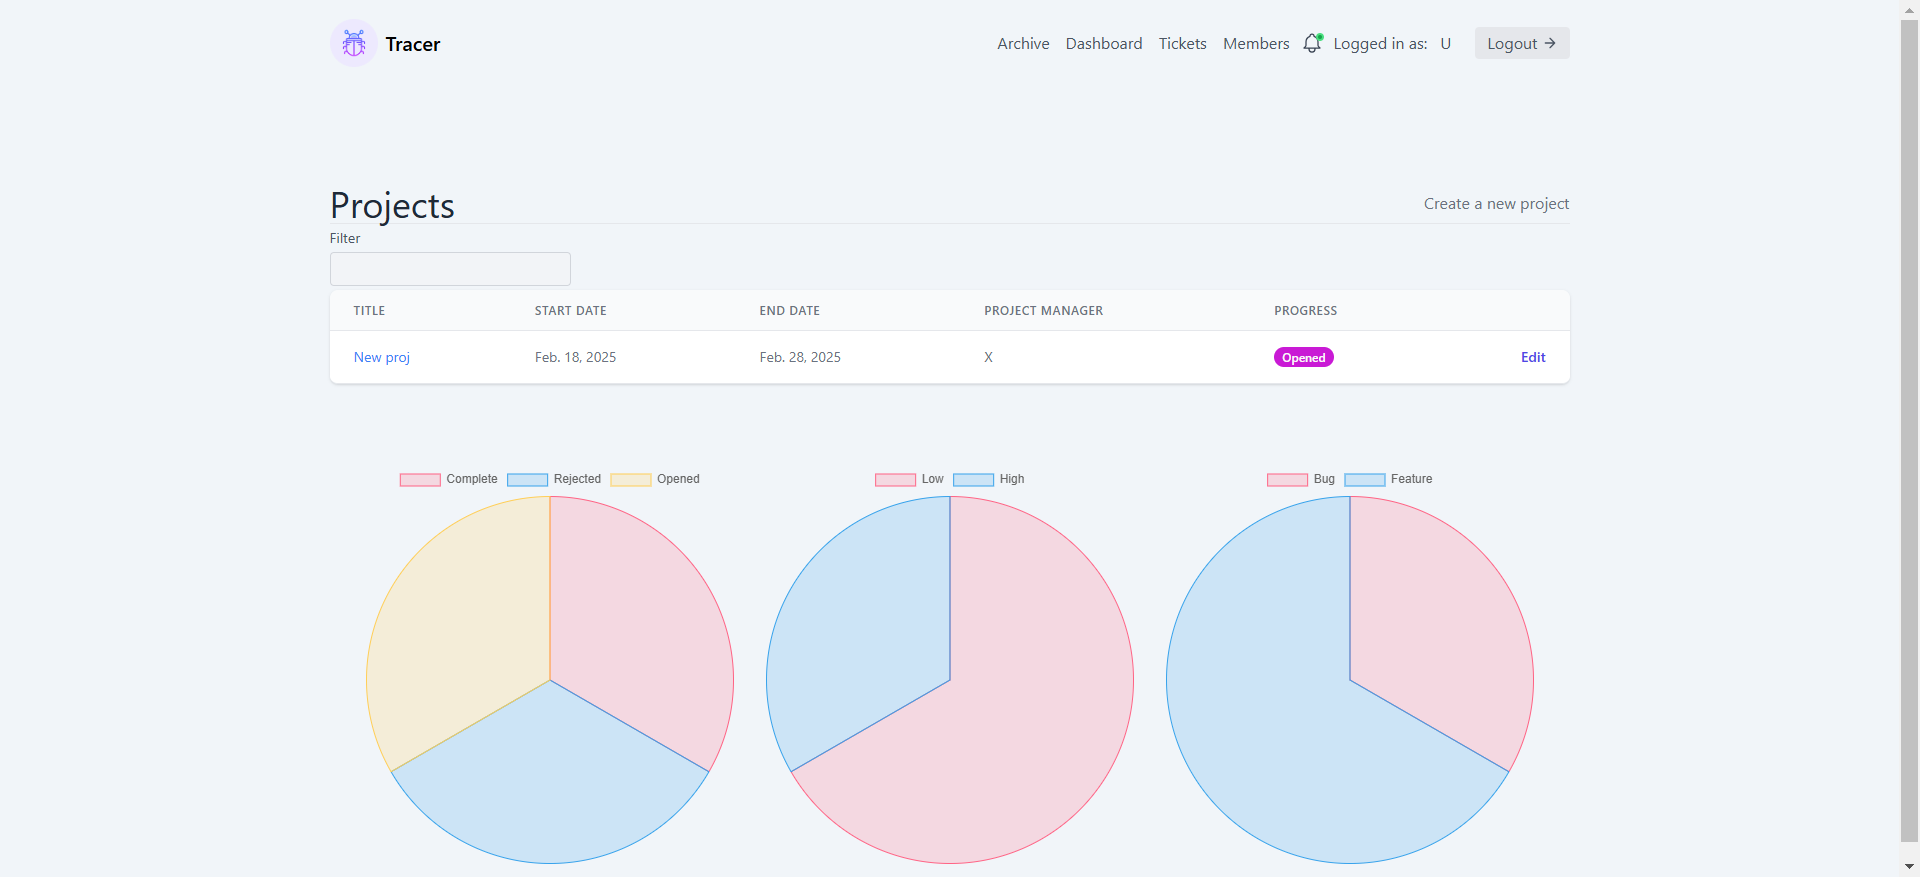 Tracer
Archive Dashboard Tickets Members Logged in as: U Logout →
Projects
Create a new project
Filter
TITLE START DATE END DATE PROJECT MANAGER PROGRESS
New proj Feb. 18, 2025 Feb. 28, 2025 X Opened Edit
Complete Rejected Opened
Low High
Bug Feature